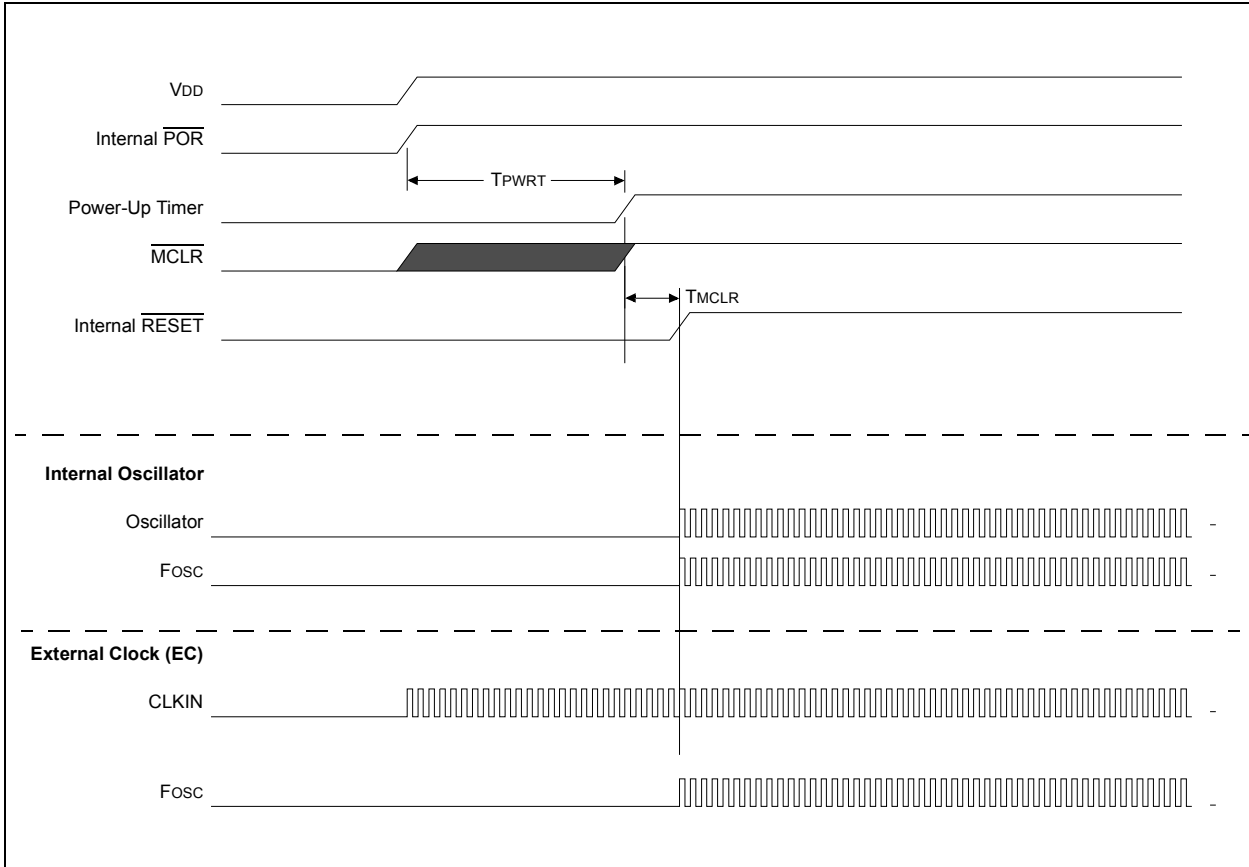 VDD
Internal POR
TPWRT
Power-Up Timer
MCLR
TMCLR
Internal RESET
Internal Oscillator
Oscillator
FOSC
External Clock (EC)
CLKIN
FOSC